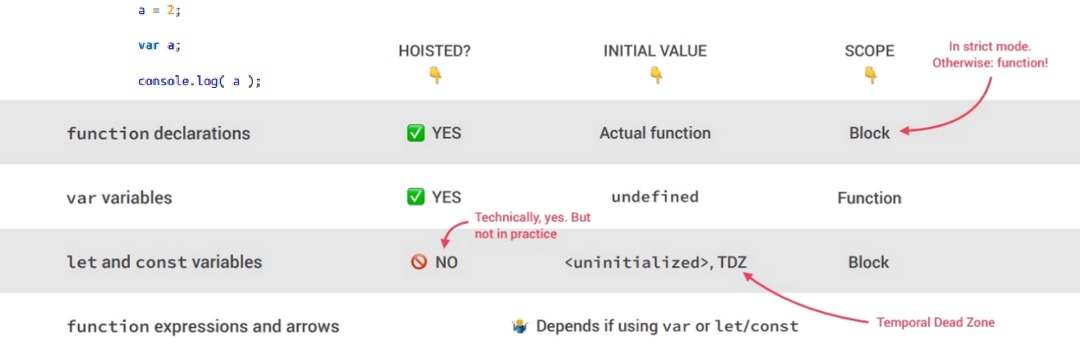 a = 2;
var a;
console.log( a );
HOISTED?
INITIAL VALUE
SCOPE
In strict mode.
Otherwise: function!
function declarations
YES
Actual function
Block
var variables
YES
undefined
Function
Technically, yes. But
not in practice
let and const variables
NO
<uninitialized>, TDZ
Block
Temporal Dead Zone
function expressions and arrows
Depends if using var or let/const